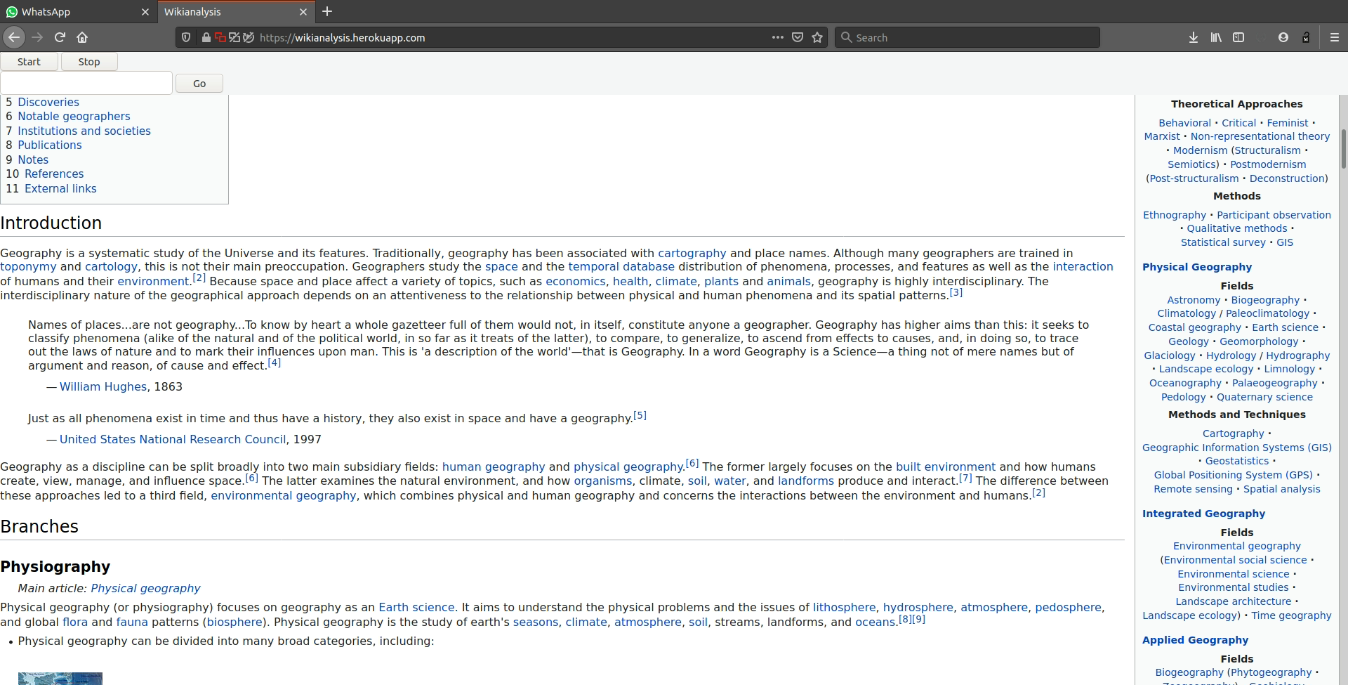 WhatsApp
Wikianalysis
https://wikianalysis.herokuapp.com
Search
Start Stop
Go
5 Discoveries
6 Notable geographers
7 Institutions and societies
8 Publications
9 Notes
10 References
11 External links
Introduction
Geography is a systematic study of the Universe and its features. Traditionally, geography has been associated with cartography and place names. Although many geographers are trained in
toponymy and cartology, this is not their main preoccupation. Geographers study the space and the temporal database distribution of phenomena, processes, and features as well as the interaction
of humans and their environment.[2] Because space and place affect a variety of topics, such as economics, health, climate, plants and animals, geography is highly interdisciplinary. The
interdisciplinary nature of the geographical approach depends on an attentiveness to the relationship between physical and human phenomena and its spatial patterns.[3]
Names of places...are not geography...To know by heart a whole gazetteer full of them would not, in itself, constitute anyone a geographer. Geography has higher aims than this: it seeks to
classify phenomena (alike of the natural and of the political world, in so far as it treats of the latter), to compare, to generalize, to ascend from effects to causes, and, in doing so, to trace
out the laws of nature and to mark their influences upon man. This is 'a description of the world'—that is Geography. In a word Geography is a Science—a thing not of mere names but of
argument and reason, of cause and effect.[4]
— William Hughes, 1863
Just as all phenomena exist in time and thus have a history, they also exist in space and have a geography.[5]
— United States National Research Council, 1997
Geography as a discipline can be split broadly into two main subsidiary fields: human geography and physical geography.[6] The former largely focuses on the built environment and how humans
create, view, manage, and influence space.[6] The latter examines the natural environment, and how organisms, climate, soil, water, and landforms produce and interact.[7] The difference between
these approaches led to a third field, environmental geography, which combines physical and human geography and concerns the interactions between the environment and humans.[2]
Branches
Physiography
Main article: Physical geography
Physical geography (or physiography) focuses on geography as an Earth science. It aims to understand the physical problems and the issues of lithosphere, hydrosphere, atmosphere, pedosphere,
and global flora and fauna patterns (biosphere). Physical geography is the study of earth's seasons, climate, atmosphere, soil, streams, landforms, and oceans.[8][9]
• Physical geography can be divided into many broad categories, including:
Theoretical Approaches
Behavioral · Critical · Feminist ·
Marxist · Non-representational theory
· Modernism (Structuralism ·
Semiotics) · Postmodernism
(Post-structuralism · Deconstruction)
Methods
Ethnography · Participant observation
· Qualitative methods ·
Statistical survey · GIS
Physical Geography
Fields
Astronomy · Biogeography ·
Climatology / Paleoclimatology ·
Coastal geography · Earth science ·
Geology · Geomorphology ·
Glaciology · Hydrology / Hydrography
· Landscape ecology · Limnology ·
Oceanography · Palaeogeography ·
Pedology · Quaternary science
Methods and Techniques
Cartography ·
Geographic Information Systems (GIS)
· Geostatistics ·
Global Positioning System (GPS) ·
Remote sensing · Spatial analysis
Integrated Geography
Fields
Environmental geography
(Environmental social science ·
Environmental science ·
Environmental studies ·
Landscape architecture ·
Landscape ecology) · Time geography
Applied Geography
Fields
Biogeography (Phytogeography ·